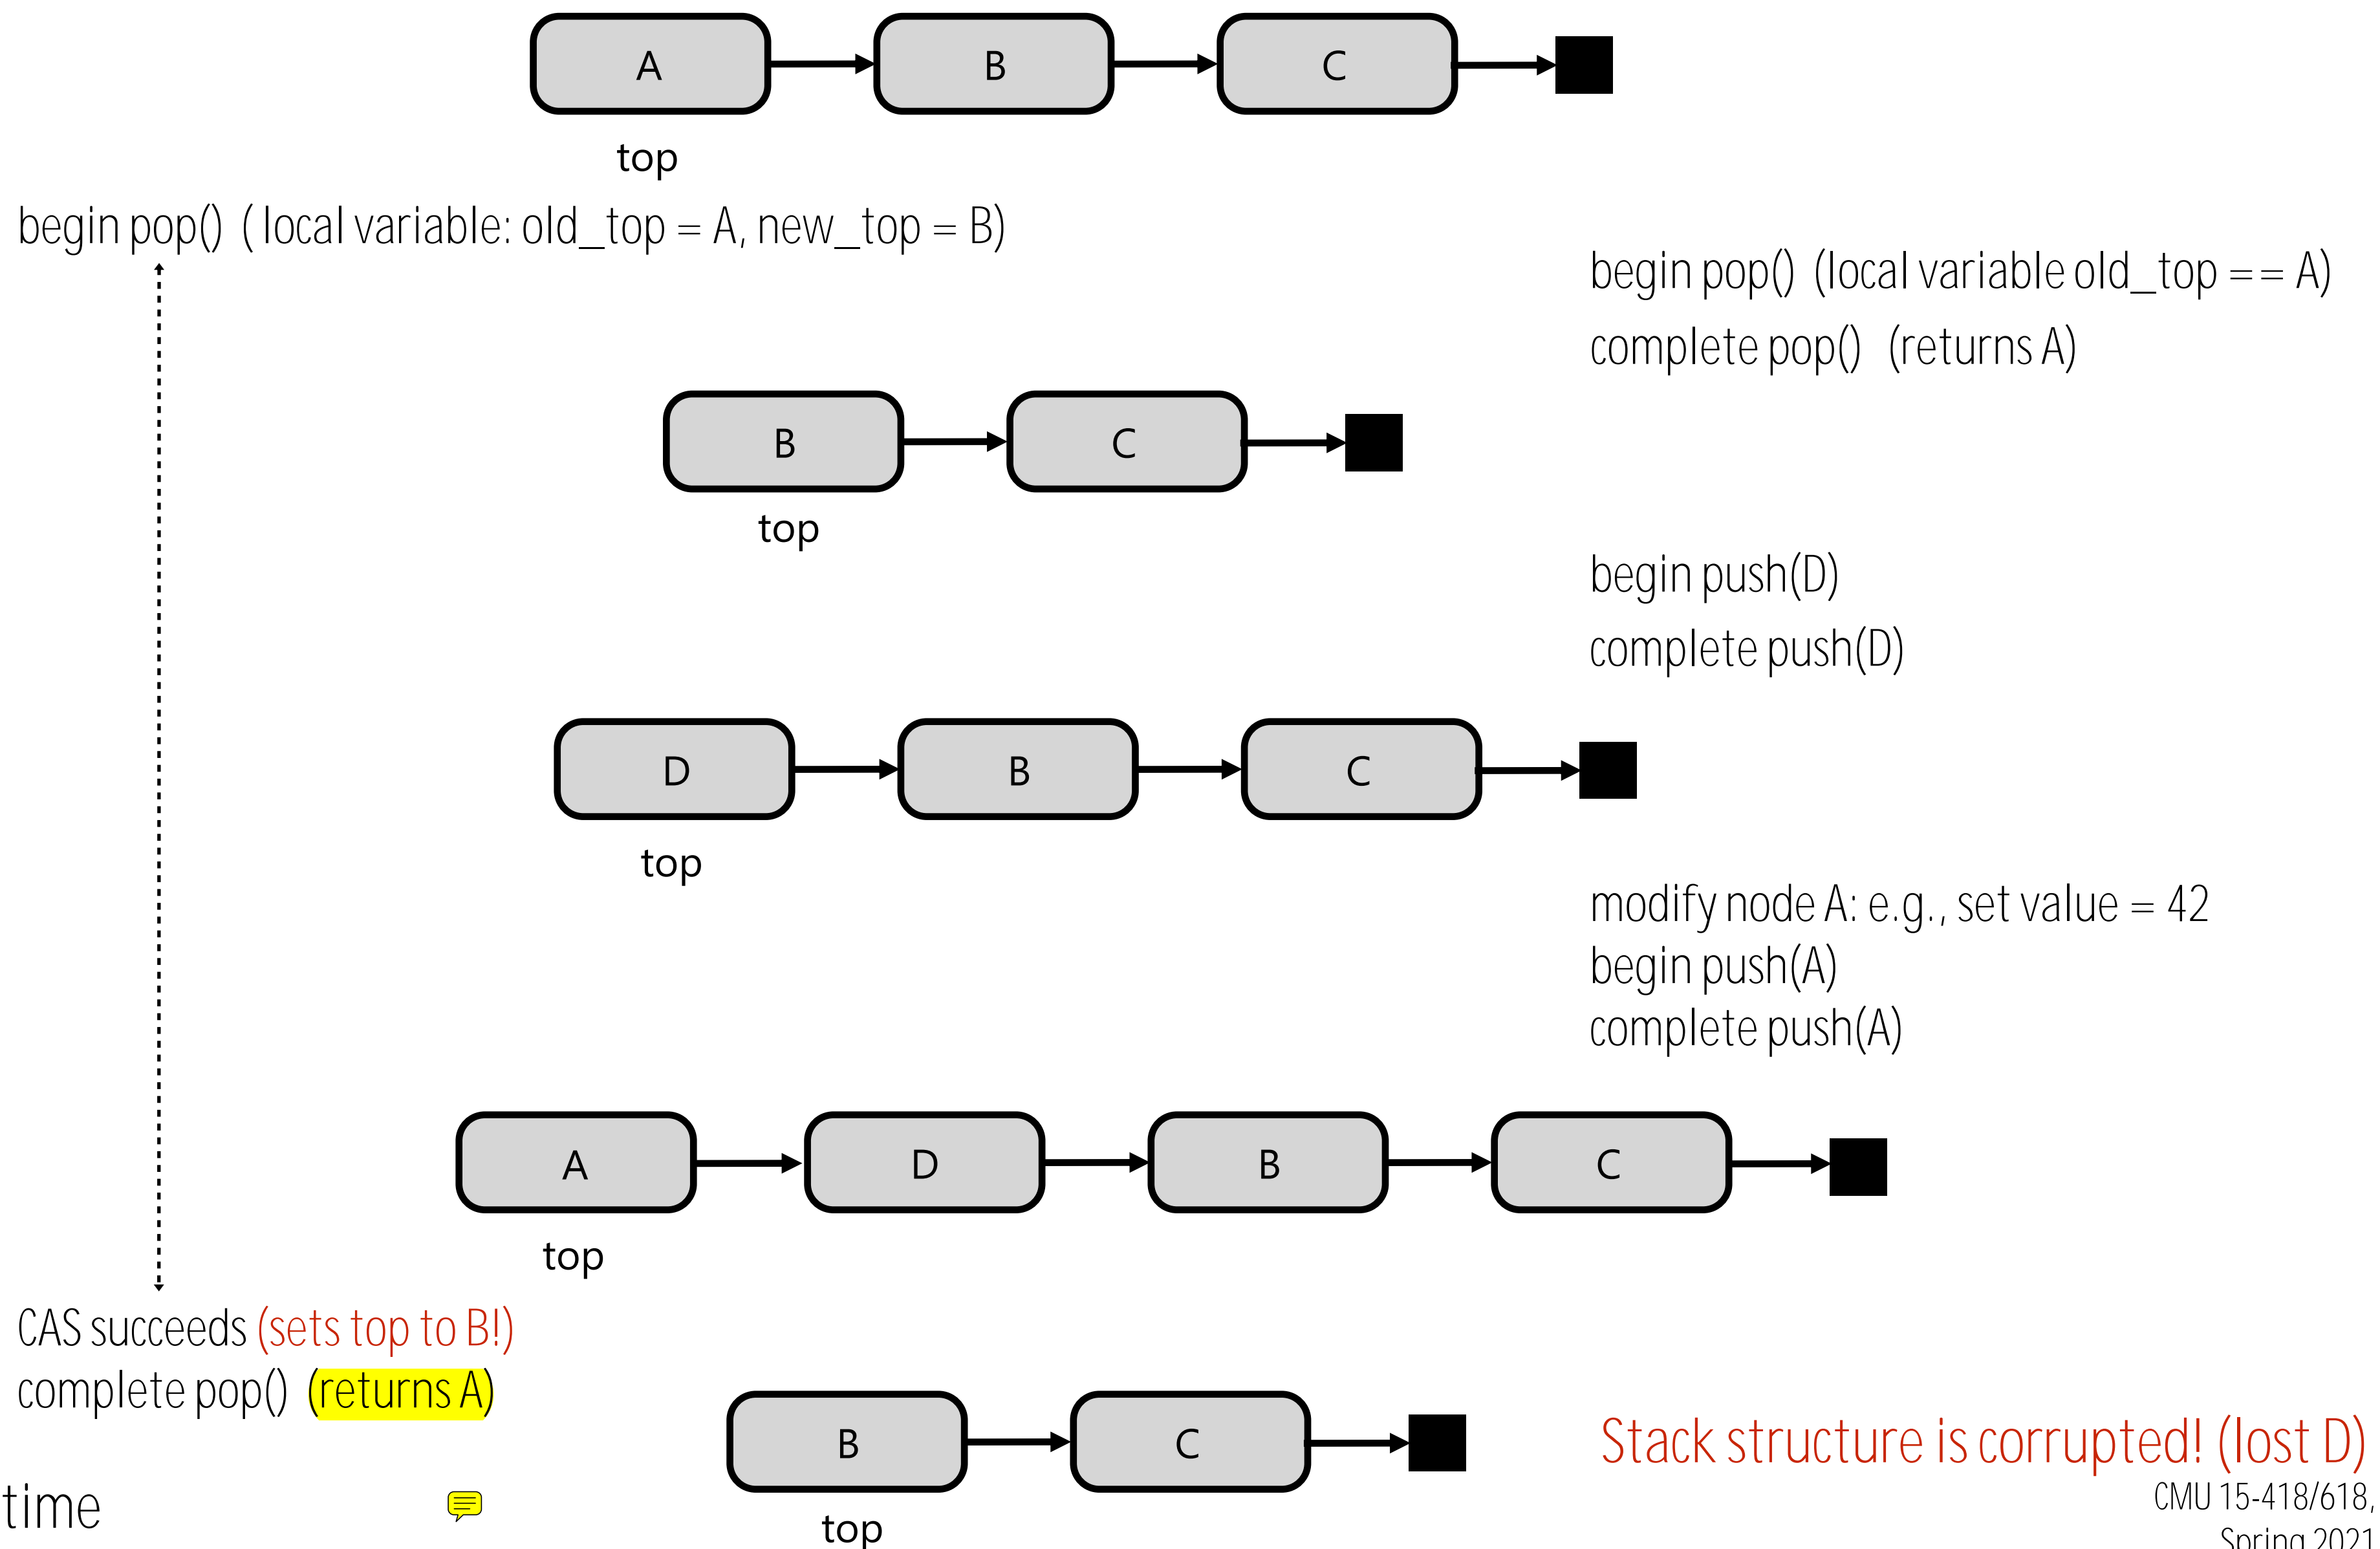 A B C
top
begin pop() ( local variable: old_top = A, new_top = B)
begin pop() (local variable old_top == A)
complete pop() (returns A)
B C
top
begin push(D)
complete push(D)
D B C
top
modify node A: e.g., set value = 42
begin push(A)
complete push(A)
A D B C
top
CAS succeeds (sets top to B!)
complete pop() (returns A)
B C
top
Stack structure is corrupted! (lost D)
time
CMU 15-418/618,
Spring 2021